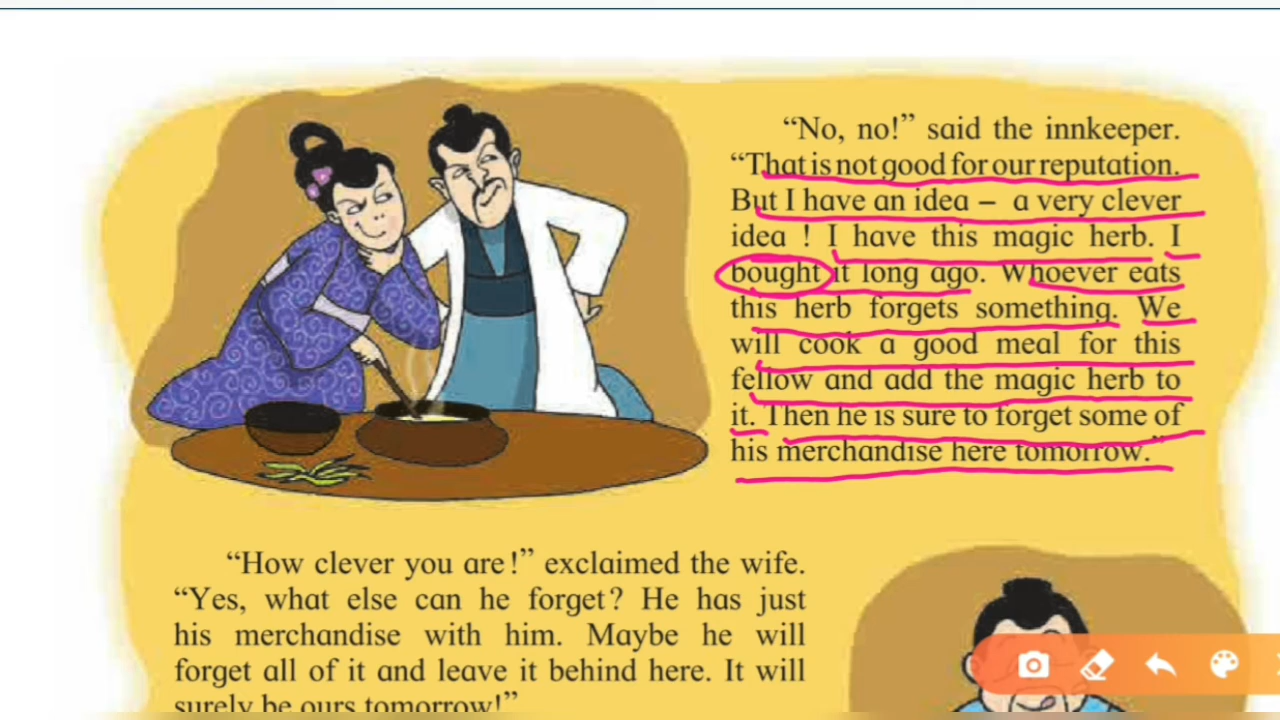 “No, no!” said the innkeeper.
“That is not good for our reputation.
But I have an idea – a very clever
idea ! I have this magic herb. I
bought it long ago. Whoever eats
this herb forgets something. We
will cook a good meal for this
fellow and add the magic herb to
it. Then he is sure to forget some of
his merchandise here tomorrow.”
“How clever you are!” exclaimed the wife.
“Yes, what else can he forget? He has just
his merchandise with him. Maybe he will
forget all of it and leave it behind here. It will
surely be ours tomorrow!”